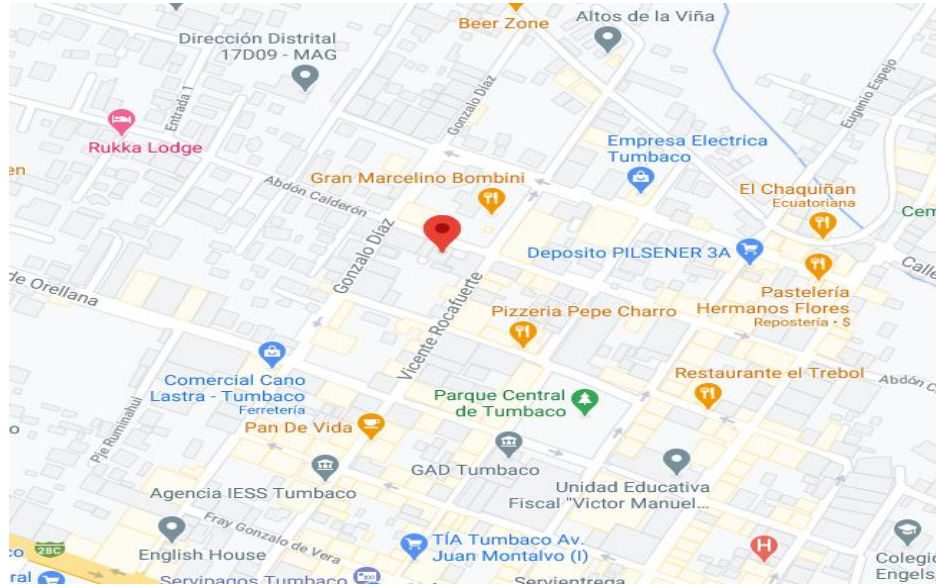 Beer Zone
Altos de la Viña
Dirección Distrital
17D09 - MAG
Entrada 1
Gonzalo Díaz
Eugenio Espejo
Rukka Lodge
Empresa Electrica
Tumbaco
en
Gran Marcelino Bombini
El Chaquiñan
Ecuatoriana
Abdón Calderón
Cem
Gonzalo Díaz
Deposito PILSENER 3A
Calle
de Orellana
Vicente Rocafuerte
Pizzeria Pepe Charro
Pastelería
Hermanos Flores
Repostería • $
Comercial Cano
Lastra - Tumbaco
Ferretería
Restaurante el Trebol
Abdón C
Parque Central
de Tumbaco
Pje Ruminahui
Pan De Vida
o
GAD Tumbaco
Agencia IESS Tumbaco
Unidad Educativa
Fiscal "Victor Manuel...
Fray Gonzalo de Vera
28C
English House
TÍA Tumbaco Av.
Juan Montalvo (I)
H
Colegio
Engels
co
ral
Servipagos Tumbaco
Servientrega